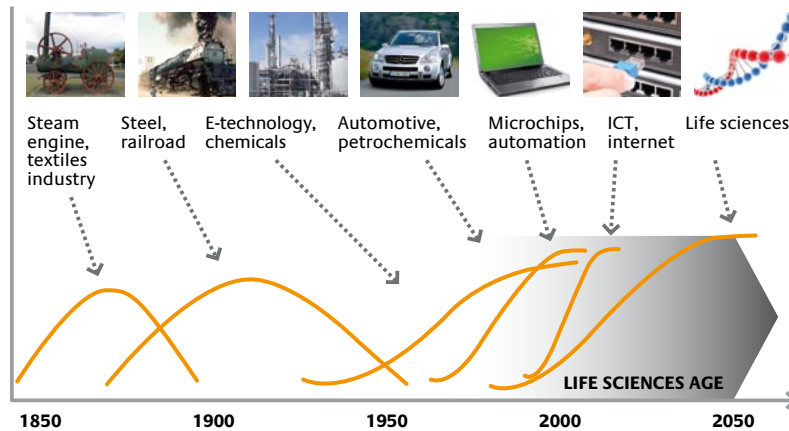 Steam
engine,
textiles
industry
Steel,
railroad
E-technology,
chemicals
Automotive,
petrochemicals
Microchips,
automation
ICT,
internet
Life sciences
LIFE SCIENCES AGE
1850
1900
1950
2000
2050